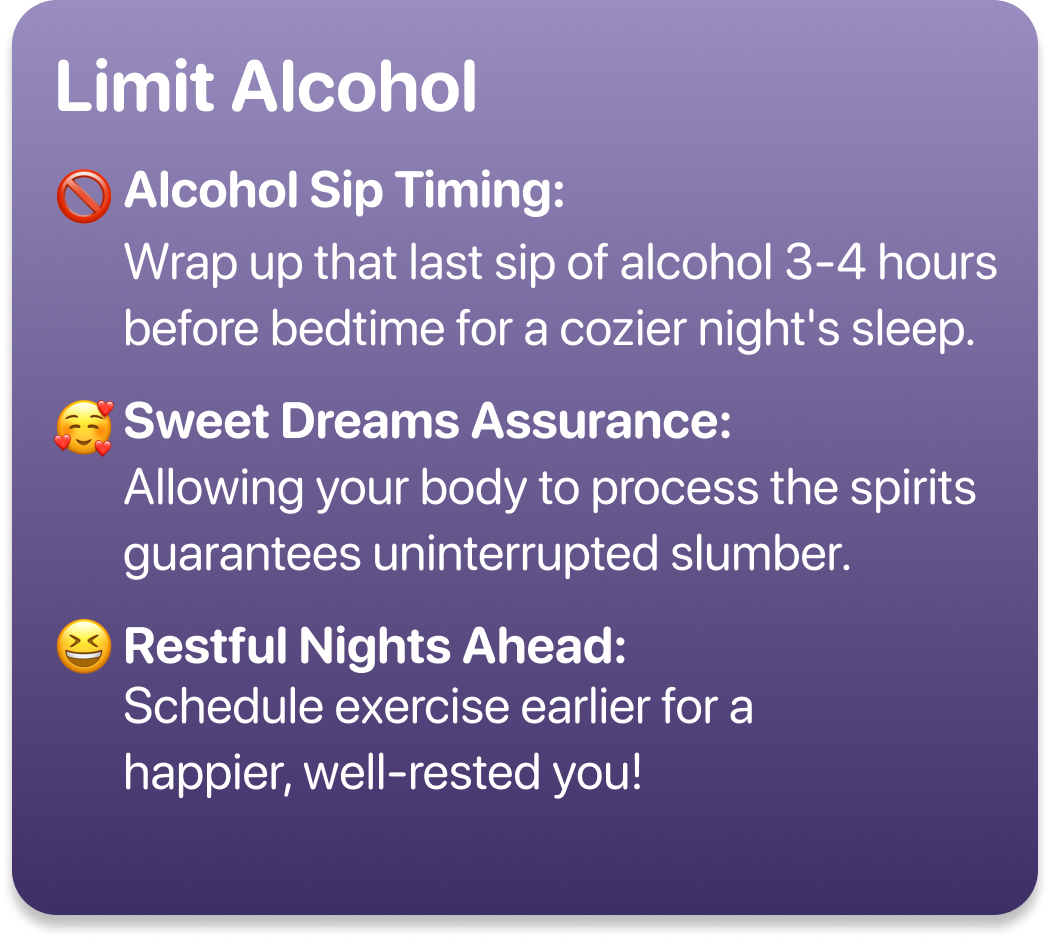 Limit Alcohol
🚫 Alcohol Sip Timing:
Wrap up that last sip of alcohol 3-4 hours
before bedtime for a cozier night's sleep.
🥰 Sweet Dreams Assurance:
Allowing your body to process the spirits
guarantees uninterrupted slumber.
😆 Restful Nights Ahead:
Schedule exercise earlier for a
happier, well-rested you!